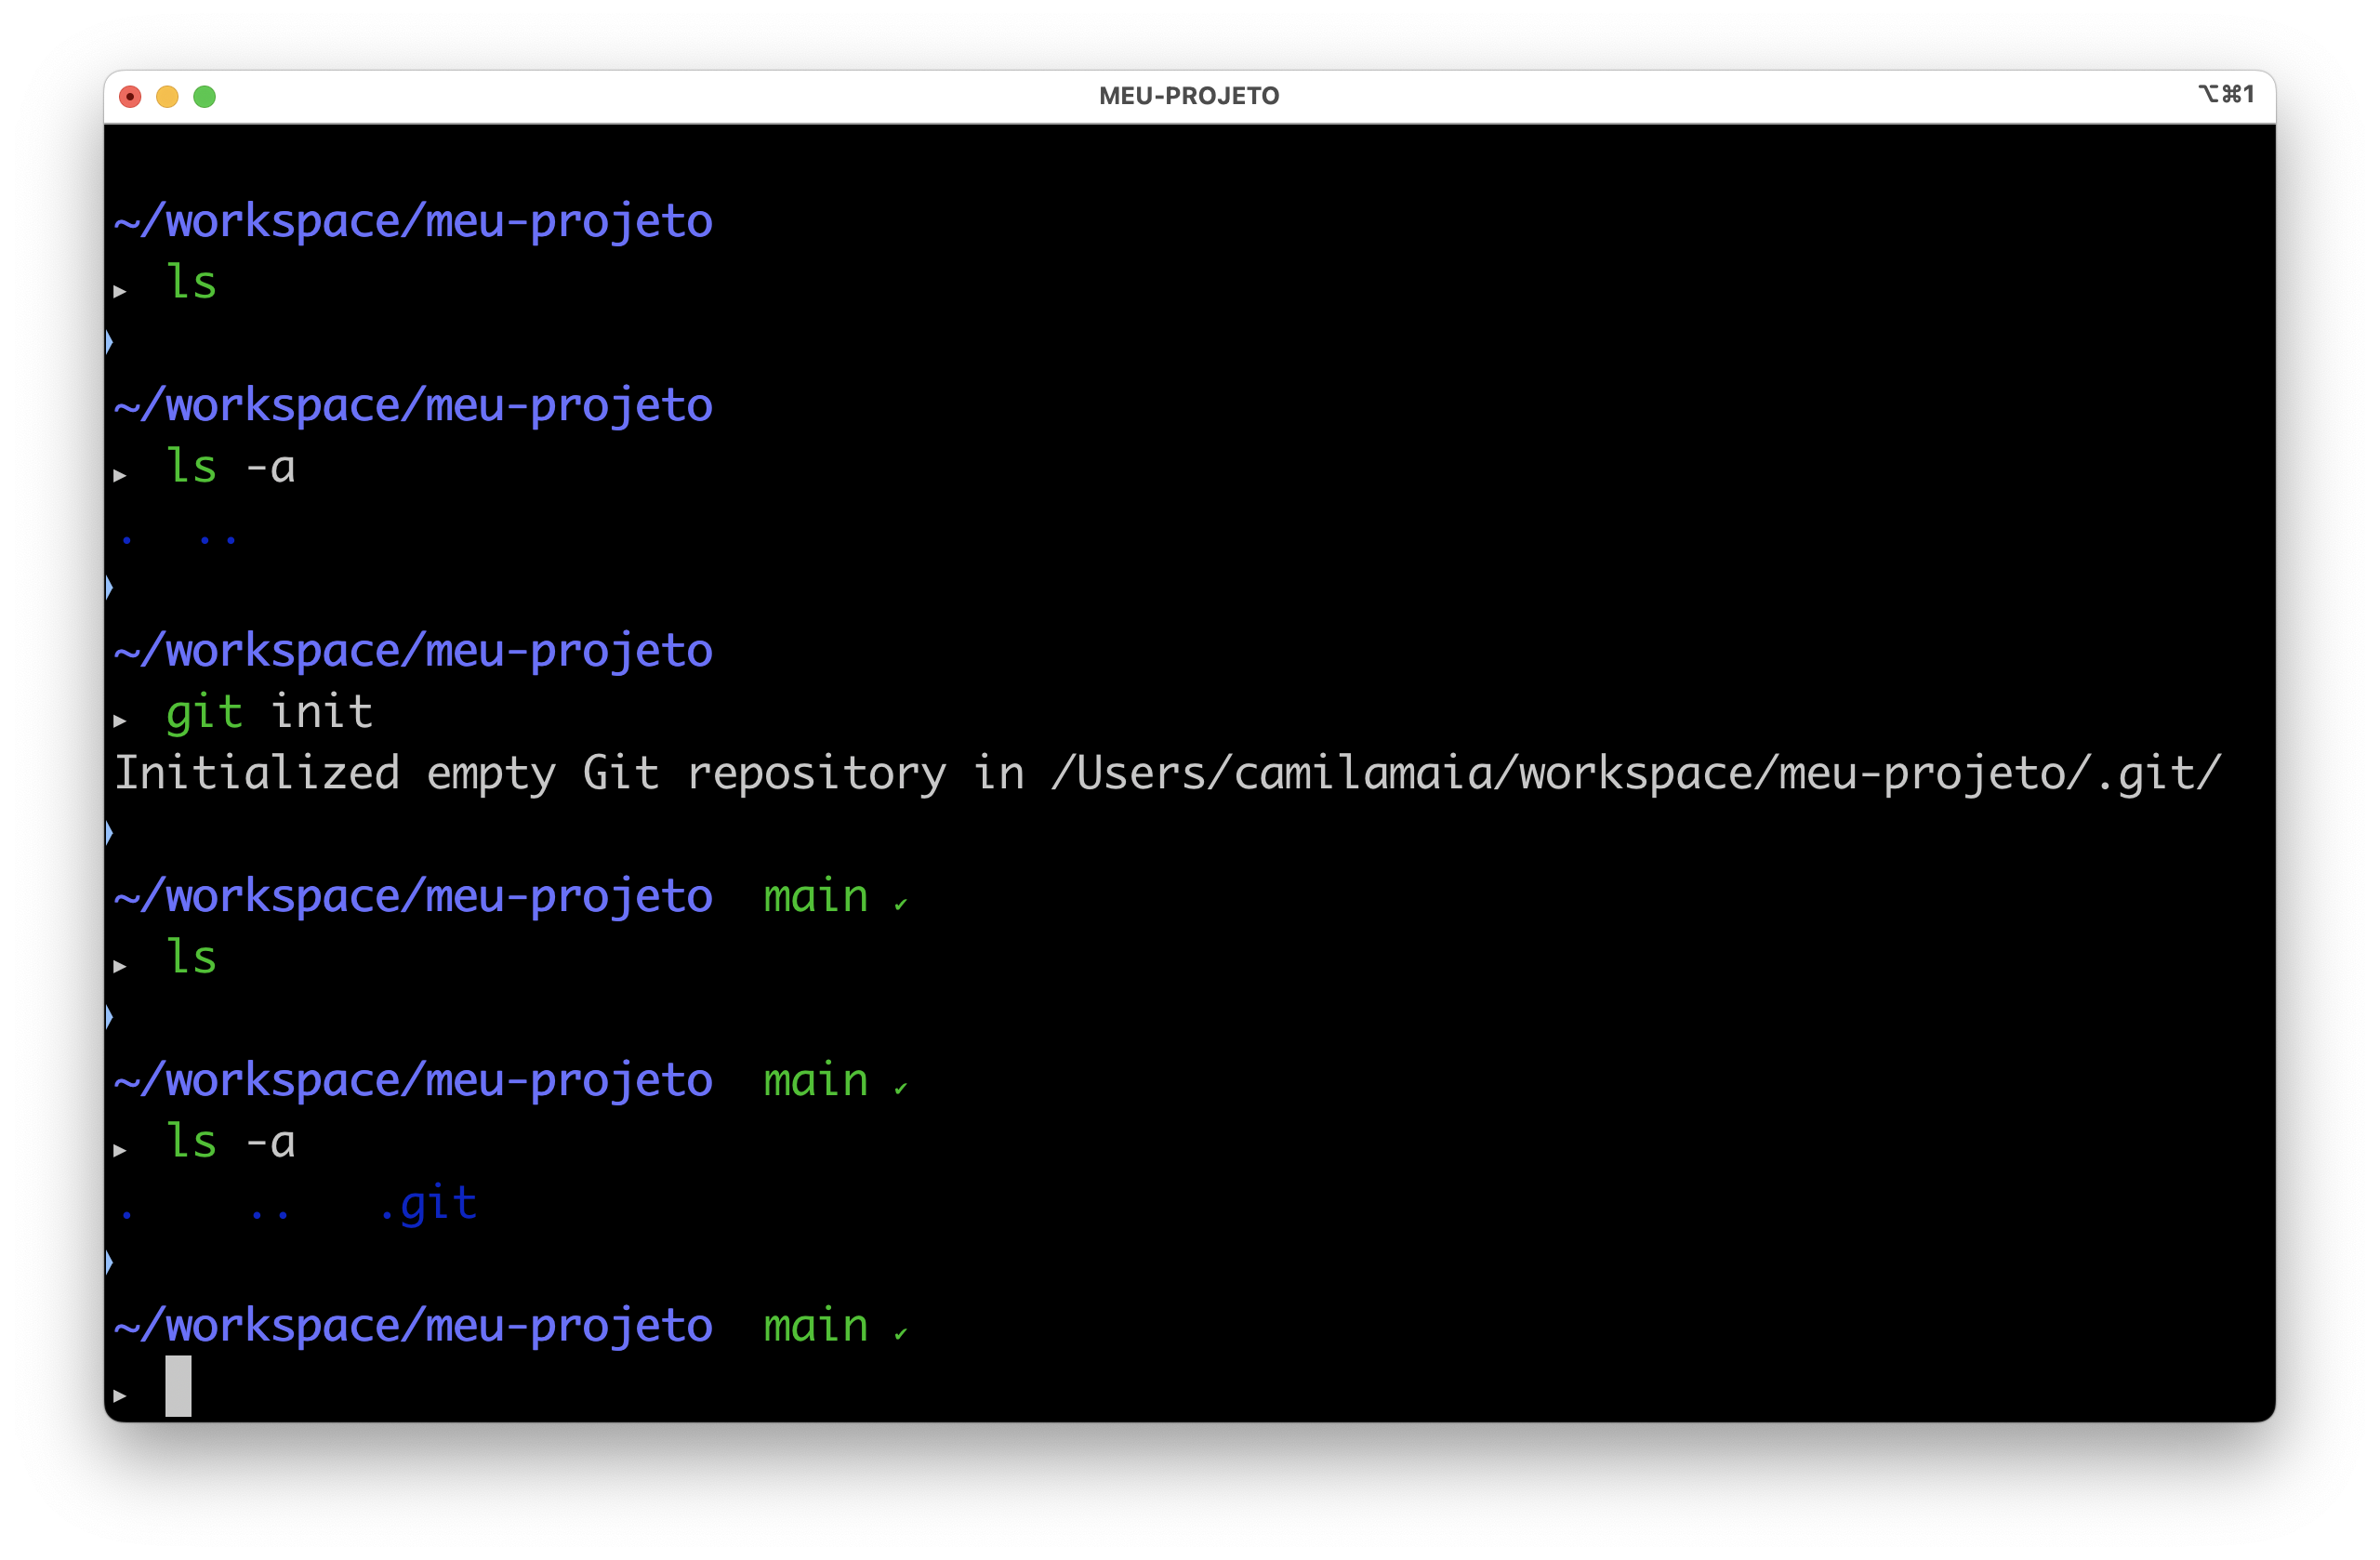 MEU-PROJETO ⌥⌘1
~/workspace/meu-projeto
▸ ls
~/workspace/meu-projeto
▸ ls -a
. ..
~/workspace/meu-projeto
▸ git init
Initialized empty Git repository in /Users/camilamaia/workspace/meu-projeto/.git/
~/workspace/meu-projeto main ✔
▸ ls
~/workspace/meu-projeto main ✔
▸ ls -a
. .. .git
~/workspace/meu-projeto main ✔
▸